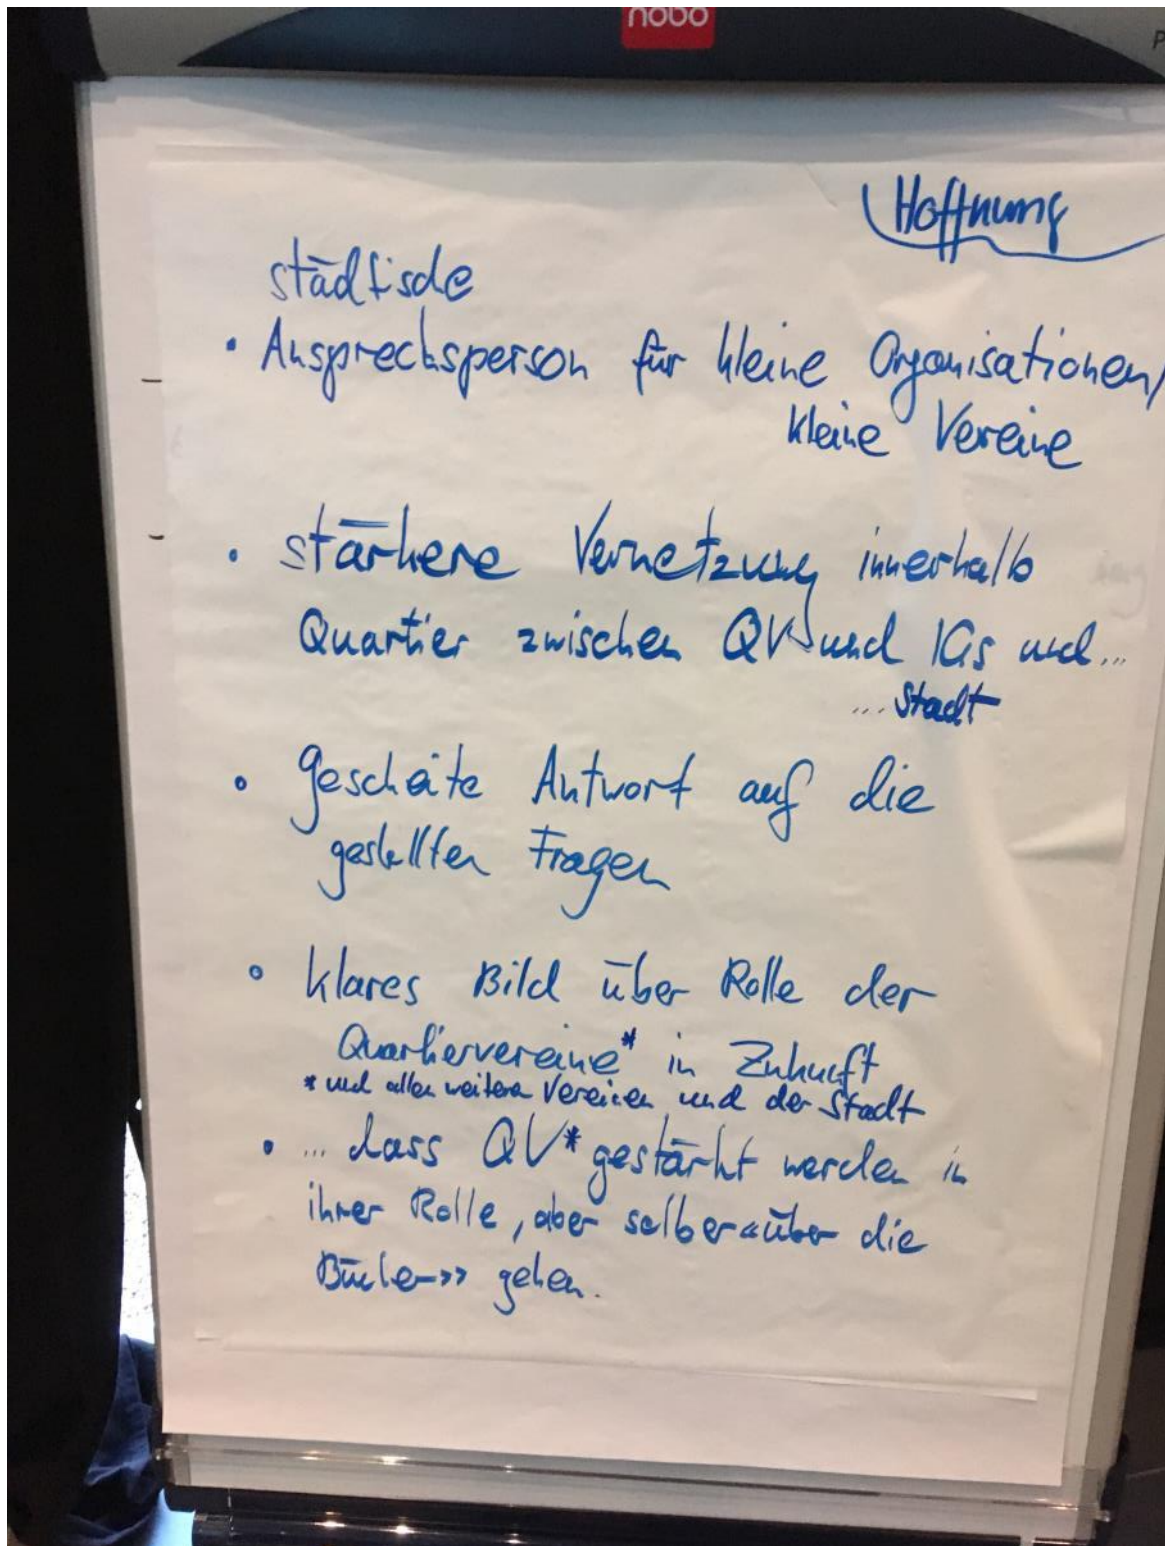 nobo
P
Hoffnung
städtische
• Ansprechsperson für kleine Organisationen/
kleine Vereine
• stärkere Vernetzung innerhalb
Quartier zwischen QV und IGs und...
... Stadt
• gescheite Antwort auf die
gestellten Fragen
• klares Bild über Rolle der
Quartiervereine* in Zukunft
* und allen weiteren Vereinen und der Stadt
• ... dass QV* gestärkt werden in
ihrer Rolle, aber selber «über die
Bücher» gehen.